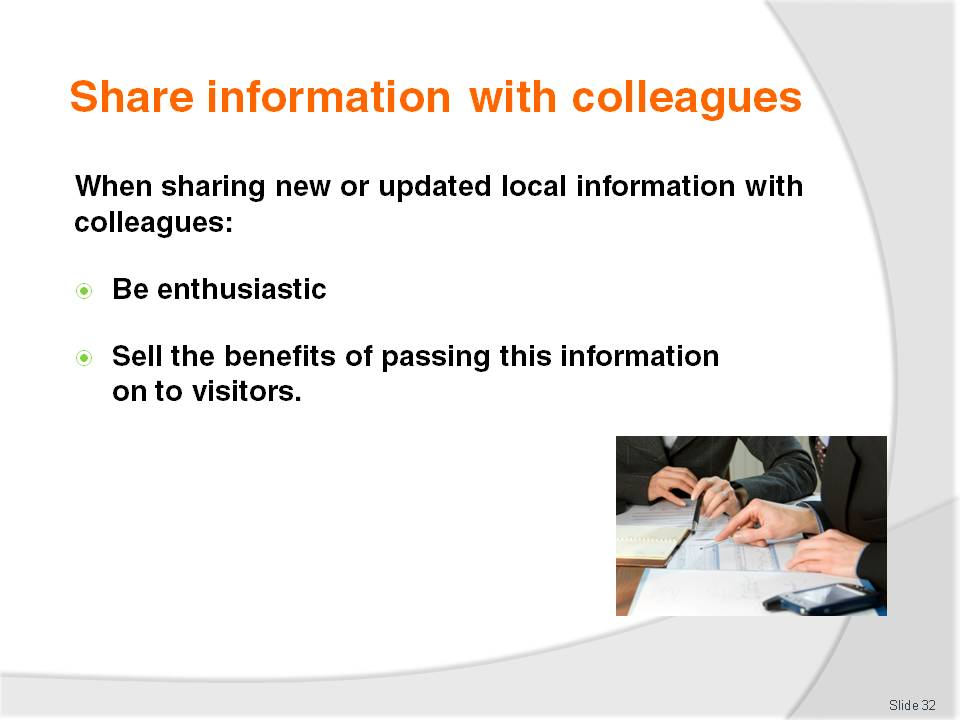 Share information with colleagues
When sharing new or updated local information with
colleagues:
Be enthusiastic
Sell the benefits of passing this information
on to visitors.
Slide 32